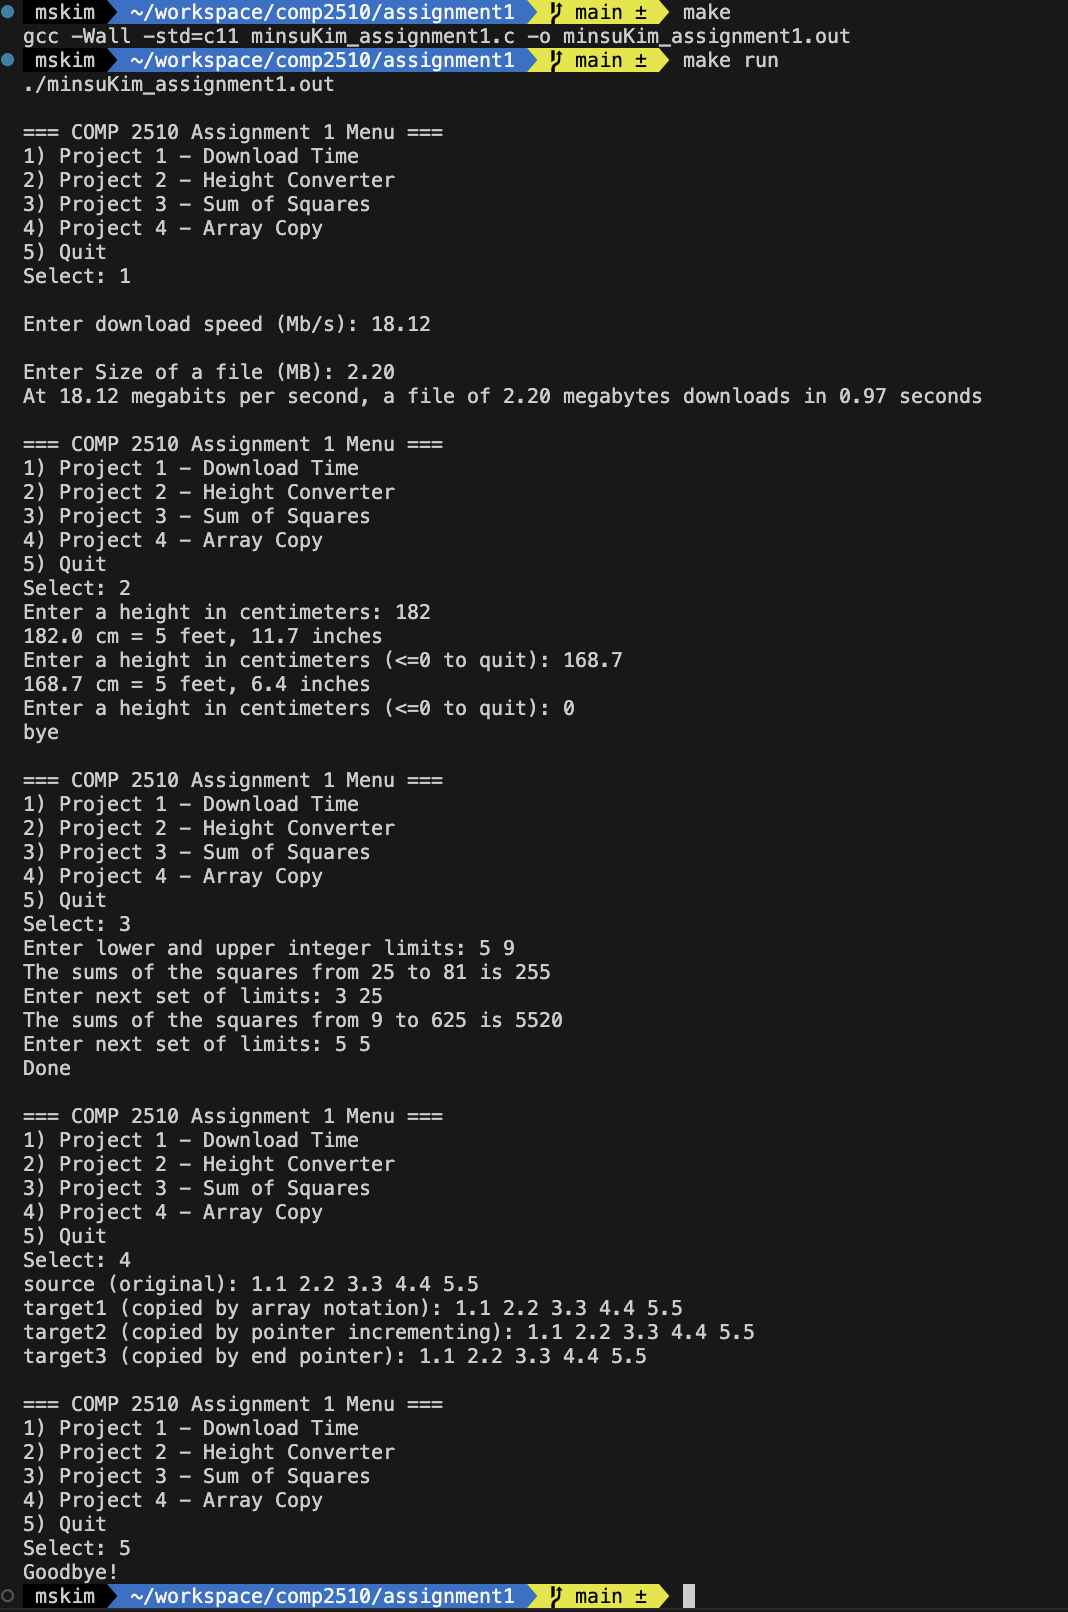 mskim ~/workspace/comp2510/assignment1 main ± make
gcc -Wall -std=c11 minsuKim_assignment1.c -o minsuKim_assignment1.out
mskim ~/workspace/comp2510/assignment1 main ± make run
./minsuKim_assignment1.out
=== COMP 2510 Assignment 1 Menu ===
1) Project 1 - Download Time
2) Project 2 - Height Converter
3) Project 3 - Sum of Squares
4) Project 4 - Array Copy
5) Quit
Select: 1
Enter download speed (Mb/s): 18.12
Enter Size of a file (MB): 2.20
At 18.12 megabits per second, a file of 2.20 megabytes downloads in 0.97 seconds
=== COMP 2510 Assignment 1 Menu ===
1) Project 1 - Download Time
2) Project 2 - Height Converter
3) Project 3 - Sum of Squares
4) Project 4 - Array Copy
5) Quit
Select: 2
Enter a height in centimeters: 182
182.0 cm = 5 feet, 11.7 inches
Enter a height in centimeters (<=0 to quit): 168.7
168.7 cm = 5 feet, 6.4 inches
Enter a height in centimeters (<=0 to quit): 0
bye
=== COMP 2510 Assignment 1 Menu ===
1) Project 1 - Download Time
2) Project 2 - Height Converter
3) Project 3 - Sum of Squares
4) Project 4 - Array Copy
5) Quit
Select: 3
Enter lower and upper integer limits: 5 9
The sums of the squares from 25 to 81 is 255
Enter next set of limits: 3 25
The sums of the squares from 9 to 625 is 5520
Enter next set of limits: 5 5
Done
=== COMP 2510 Assignment 1 Menu ===
1) Project 1 - Download Time
2) Project 2 - Height Converter
3) Project 3 - Sum of Squares
4) Project 4 - Array Copy
5) Quit
Select: 4
source (original): 1.1 2.2 3.3 4.4 5.5
target1 (copied by array notation): 1.1 2.2 3.3 4.4 5.5
target2 (copied by pointer incrementing): 1.1 2.2 3.3 4.4 5.5
target3 (copied by end pointer): 1.1 2.2 3.3 4.4 5.5
=== COMP 2510 Assignment 1 Menu ===
1) Project 1 - Download Time
2) Project 2 - Height Converter
3) Project 3 - Sum of Squares
4) Project 4 - Array Copy
5) Quit
Select: 5
Goodbye!
mskim ~/workspace/comp2510/assignment1 main ±